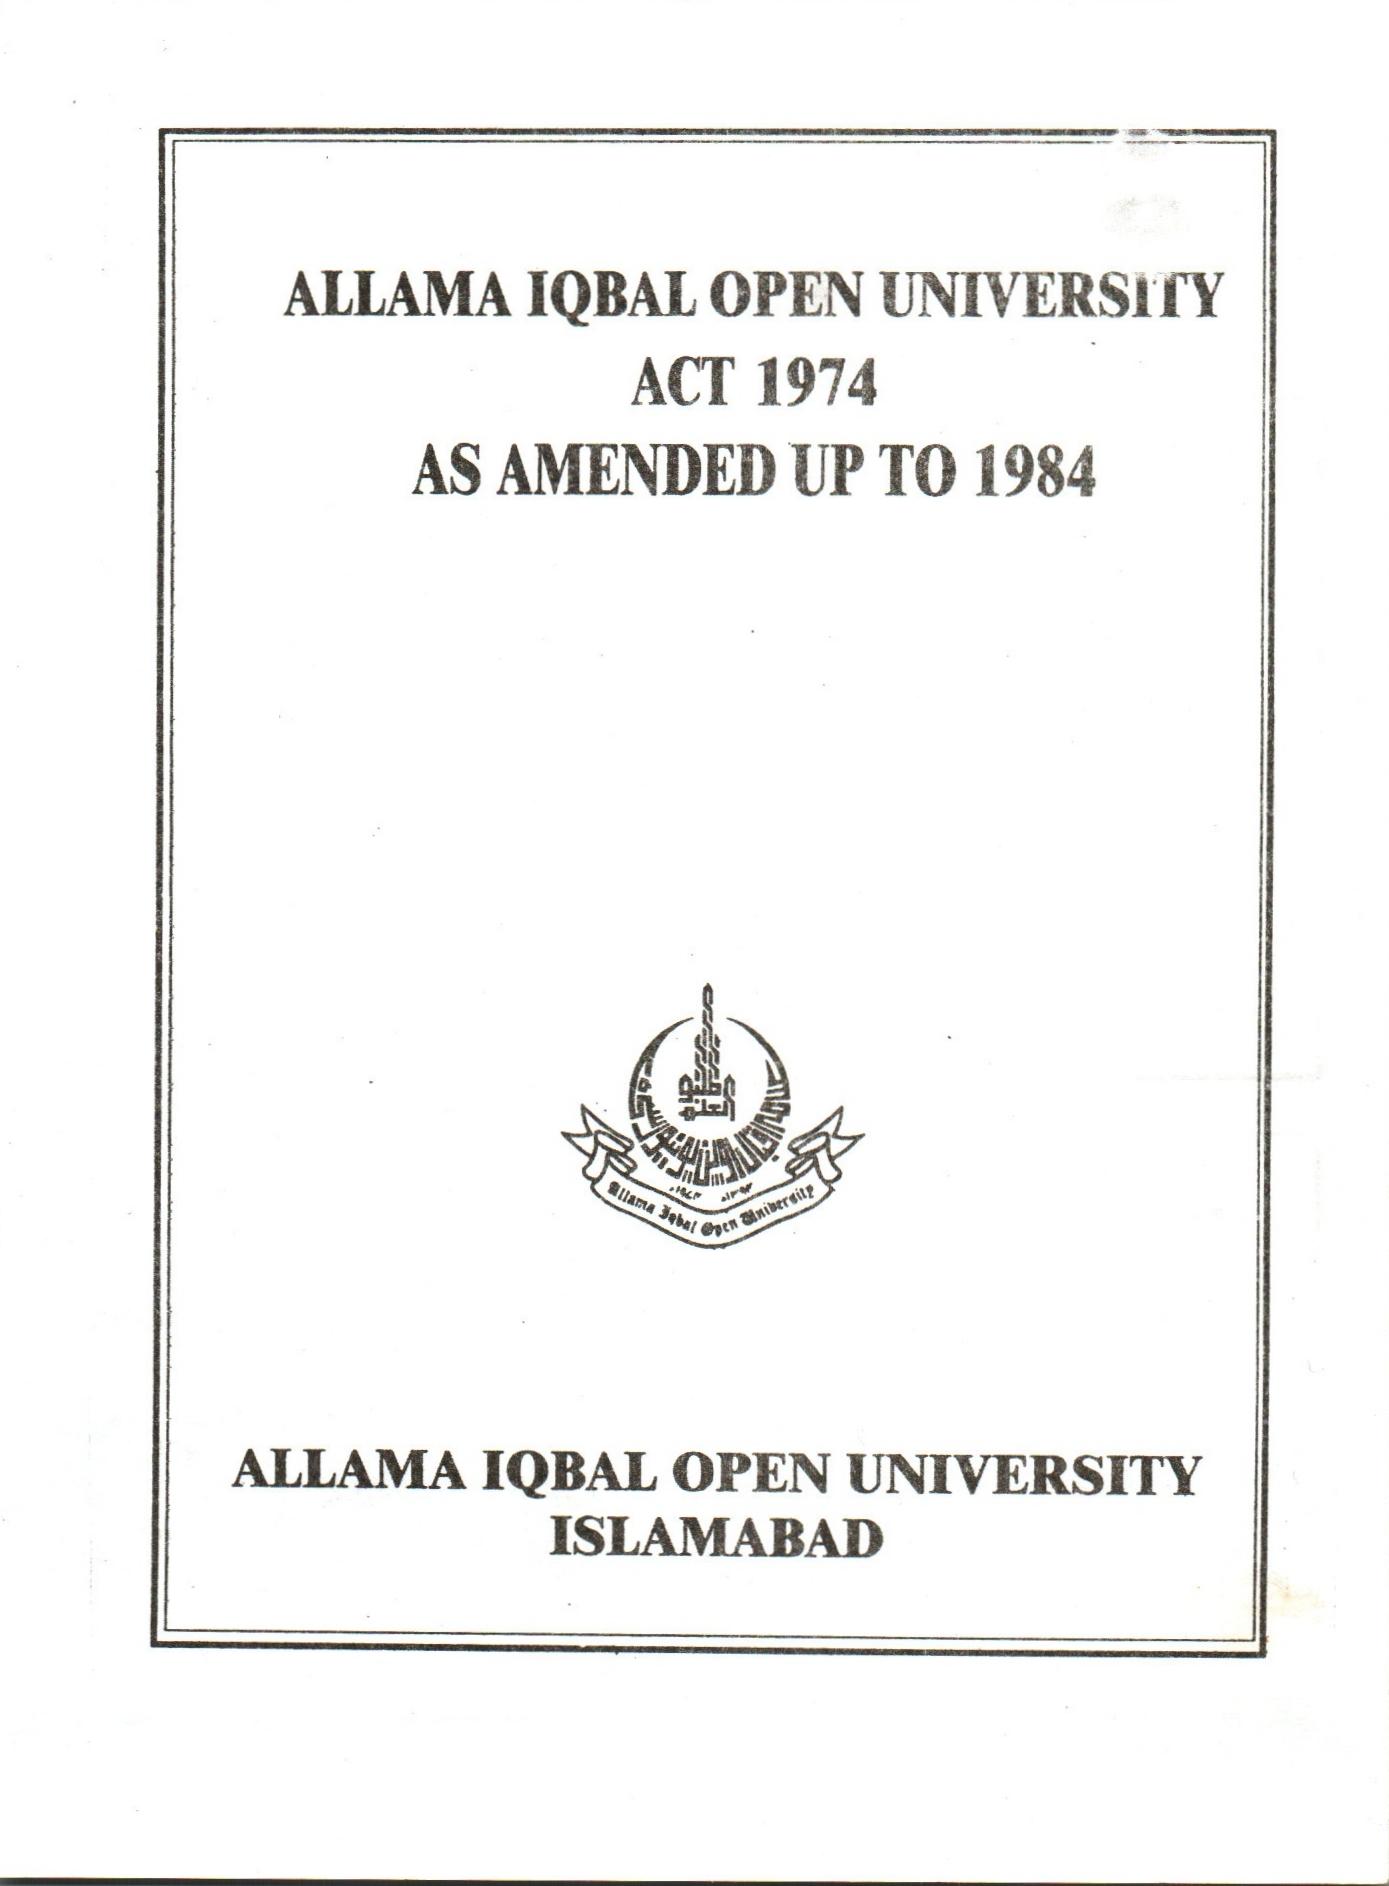 ALLAMA IQBAL OPEN UNIVERSITY
ACT 1974
AS AMENDED UP TO 1984
Allama Iqbal Open University
ALLAMA IQBAL OPEN UNIVERSITY
ISLAMABAD